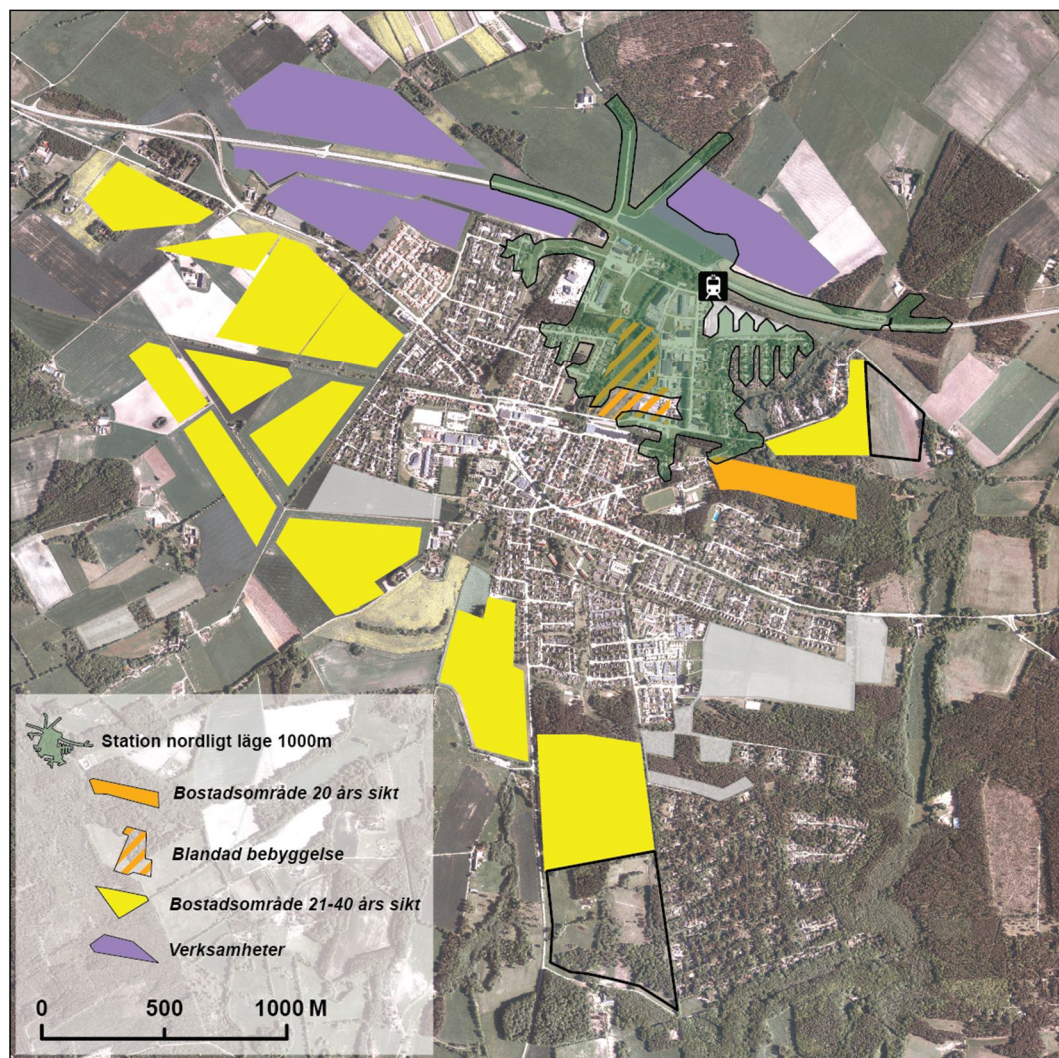 Station nordligt läge 1000m
Bostadsområde 20 års sikt
Blandad bebyggelse
Bostadsområde 21-40 års sikt
Verksamheter
0 500 1000 M